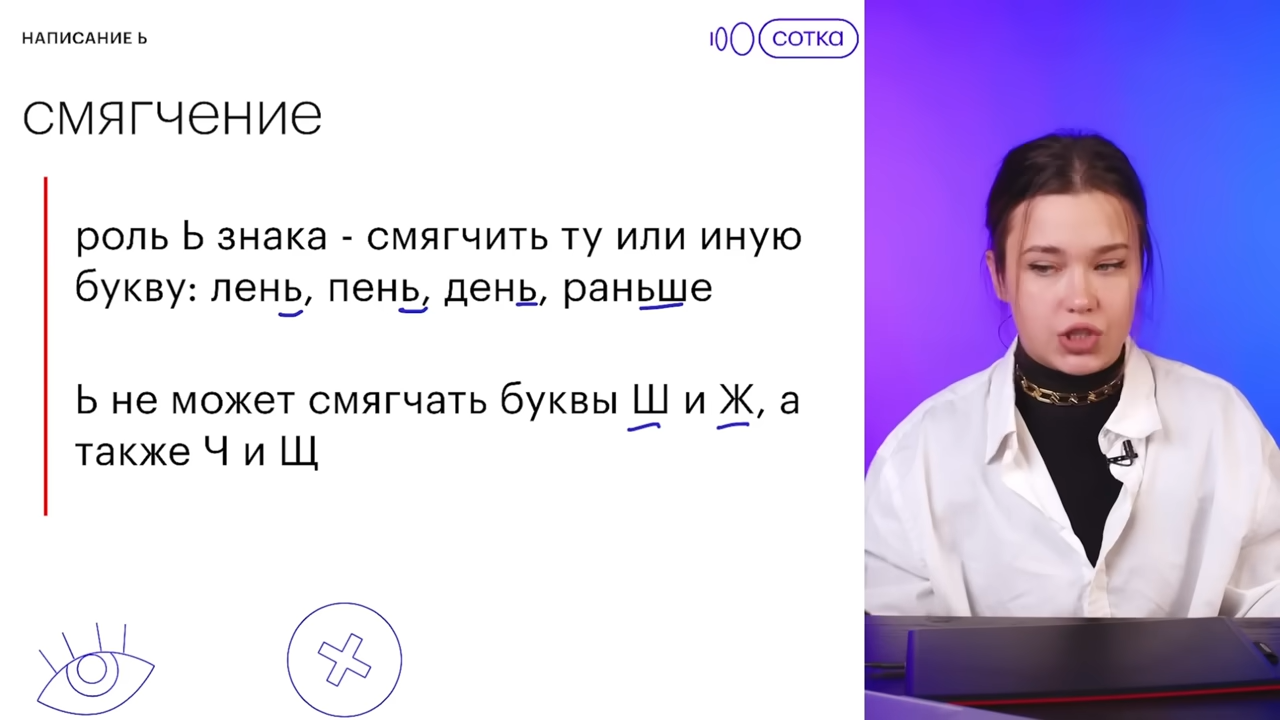 НАПИСАНИЕ Ь
100 сотка
смягчение
роль Ь знака - смягчить ту или иную
букву: лень, пень, день, раньше
Ь не может смягчать буквы Ш и Ж, а
также Ч и Щ